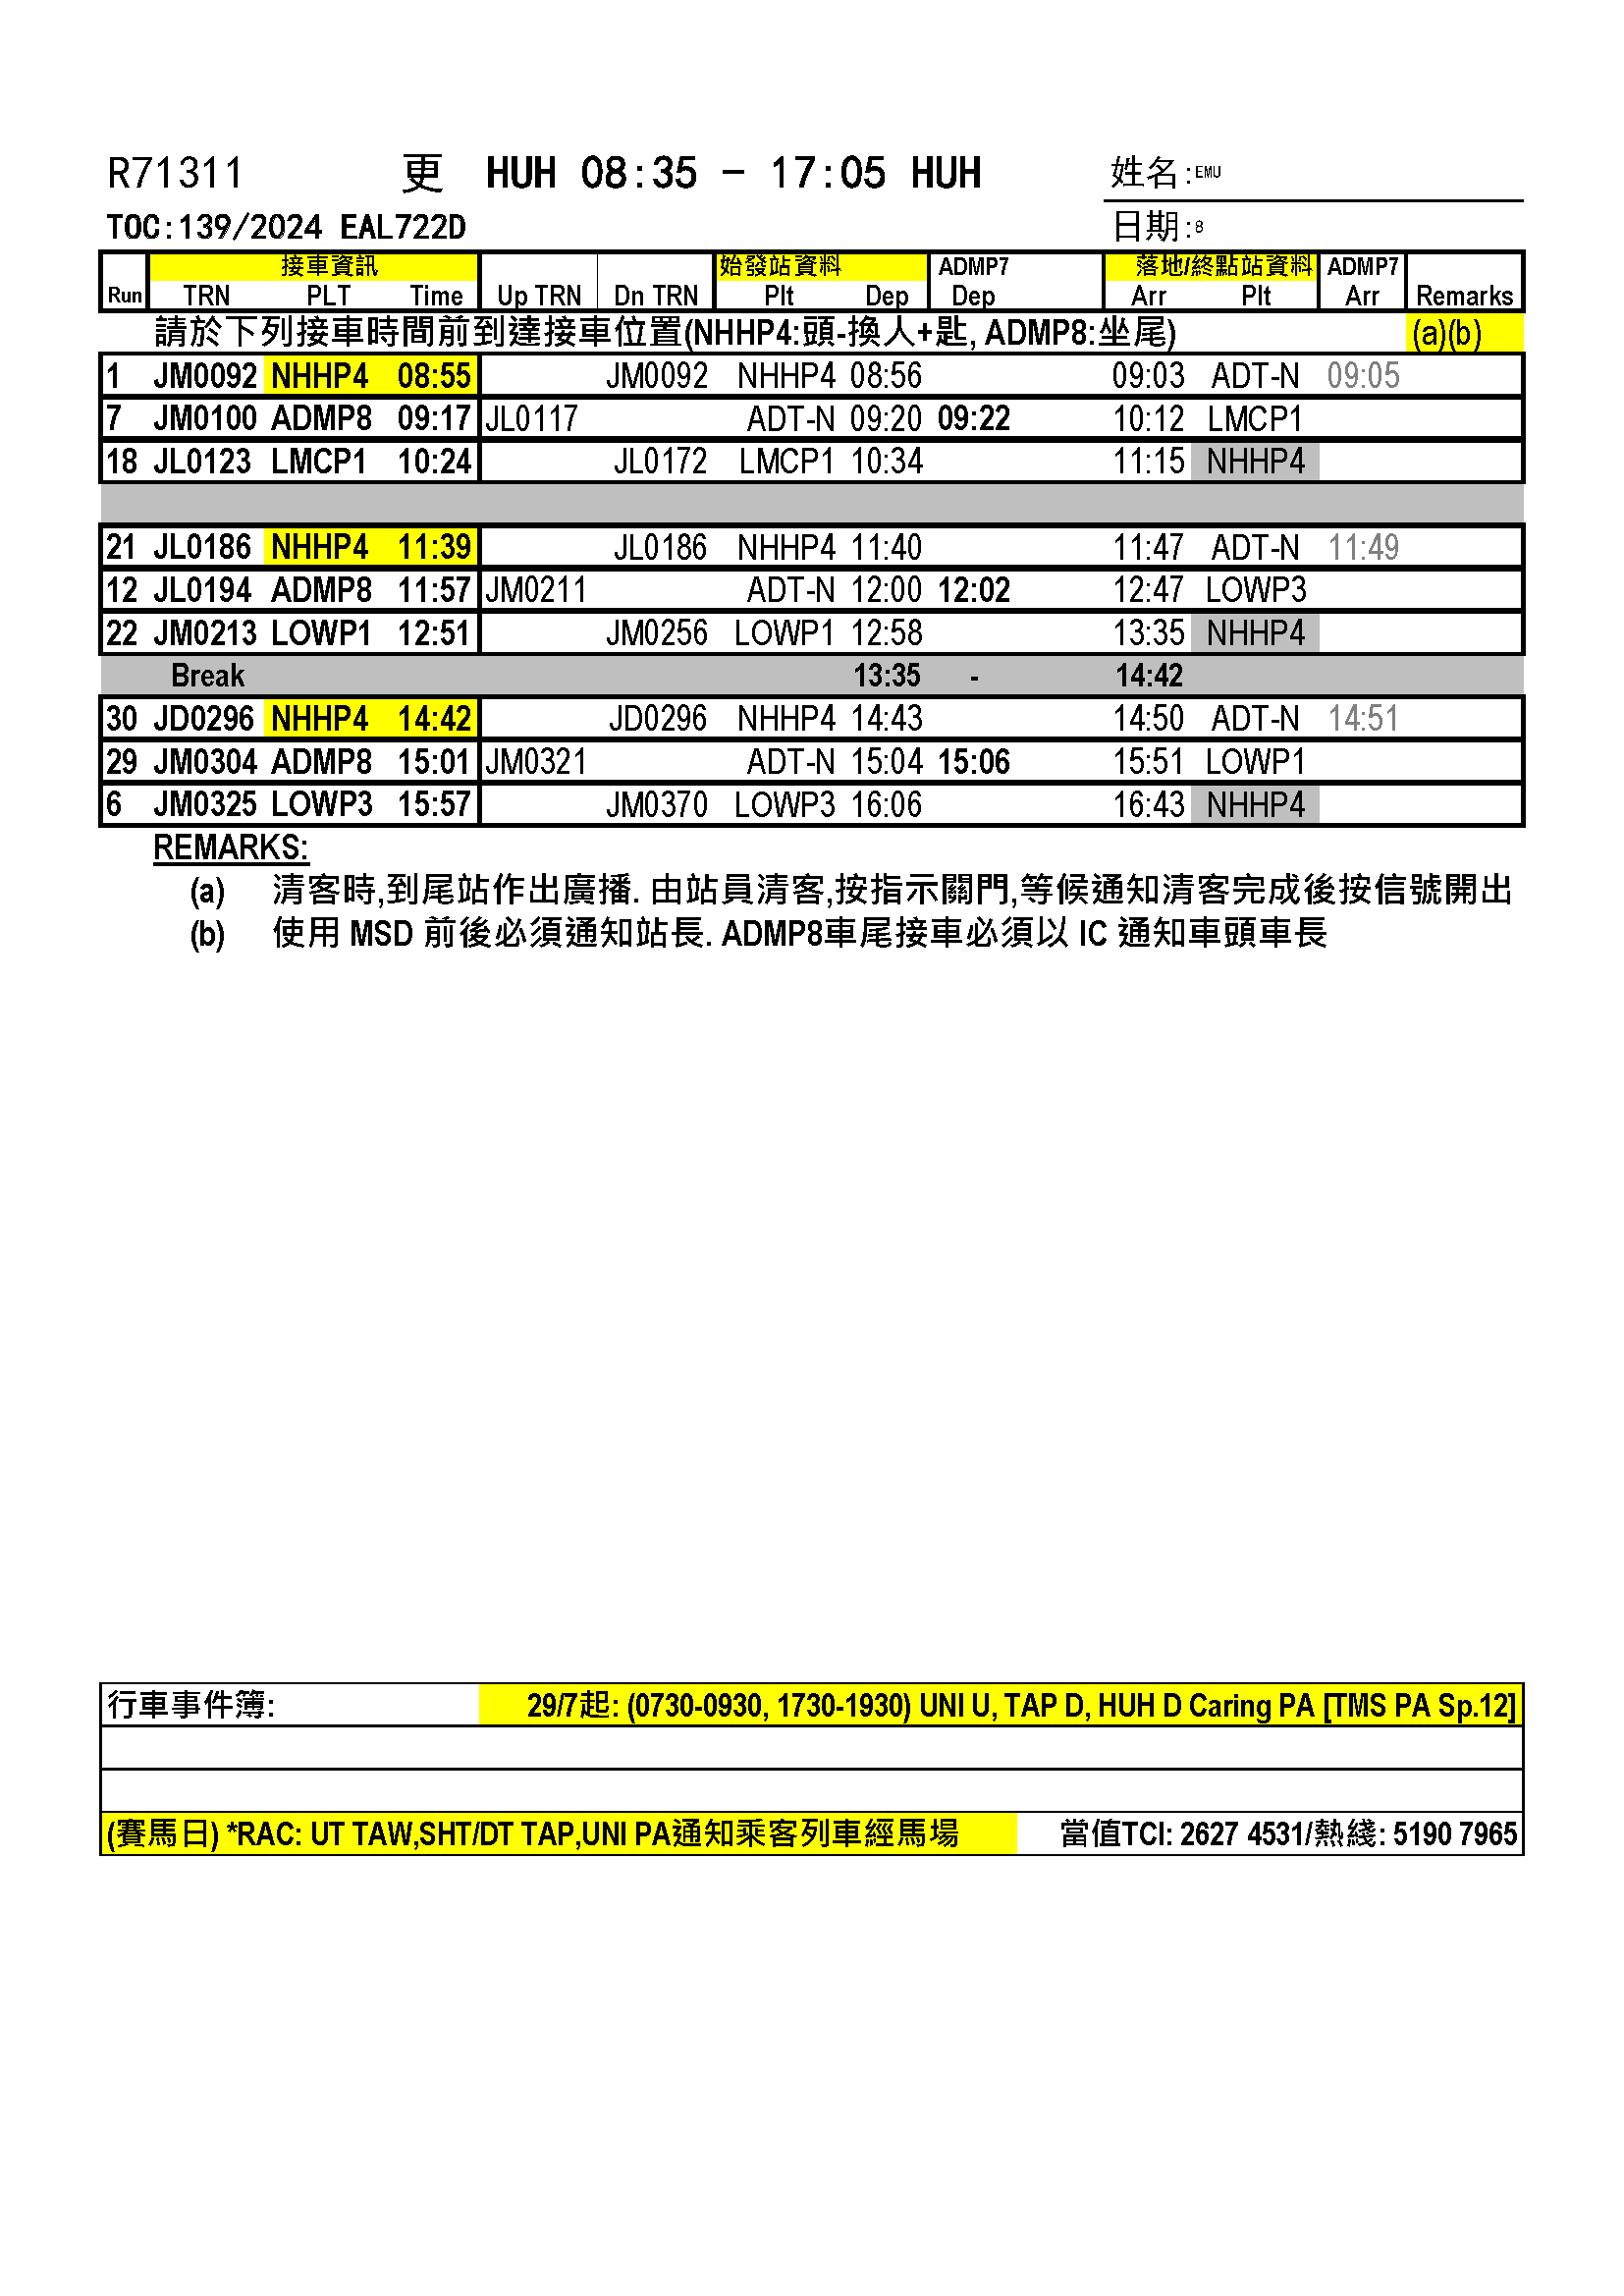 R71311 更 HUH 08:35 - 17:05 HUH 姓名:EMU
TOC:139/2024 EAL722D 日期:8
接車資訊 始發站資料 ADMP7 落地/終點站資料 ADMP7
Run TRN PLT Time Up TRN Dn TRN Plt Dep Dep Arr Plt Arr Remarks
請於下列接車時間前到達接車位置(NHHP4:頭-換人+匙, ADMP8:坐尾) (a)(b)
1 JM0092 NHHP4 08:55 JM0092 NHHP4 08:56 09:03 ADT-N 09:05
7 JM0100 ADMP8 09:17 JL0117 ADT-N 09:20 09:22 10:12 LMCP1
18 JL0123 LMCP1 10:24 JL0172 LMCP1 10:34 11:15 NHHP4
21 JL0186 NHHP4 11:39 JL0186 NHHP4 11:40 11:47 ADT-N 11:49
12 JL0194 ADMP8 11:57 JM0211 ADT-N 12:00 12:02 12:47 LOWP3
22 JM0213 LOWP1 12:51 JM0256 LOWP1 12:58 13:35 NHHP4
Break 13:35 - 14:42
30 JD0296 NHHP4 14:42 JD0296 NHHP4 14:43 14:50 ADT-N 14:51
29 JM0304 ADMP8 15:01 JM0321 ADT-N 15:04 15:06 15:51 LOWP1
6 JM0325 LOWP3 15:57 JM0370 LOWP3 16:06 16:43 NHHP4
REMARKS:
(a) 清客時,到尾站作出廣播. 由站員清客,按指示關門,等候通知清客完成後按信號開出
(b) 使用 MSD 前後必須通知站長. ADMP8車尾接車必須以 IC 通知車頭車長
行車事件簿: 29/7起: (0730-0930, 1730-1930) UNI U, TAP D, HUH D Caring PA [TMS PA Sp.12]
(賽馬日) *RAC: UT TAW,SHT/DT TAP,UNI PA通知乘客列車經馬場 當值TCI: 2627 4531/熱綫: 5190 7965